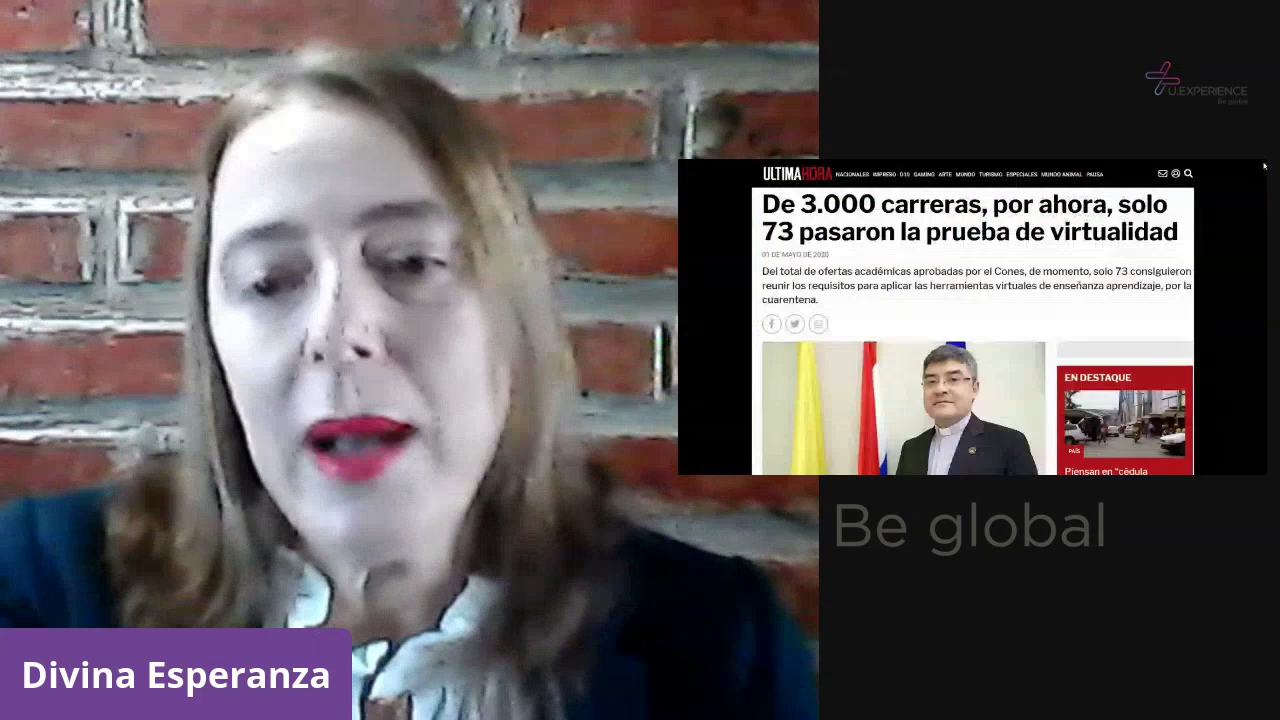 U.EXPERIENCE
Be global
ULTIMAHORA
NACIONALES IMPRESO D10 GAMING ARTE MUNDO TURISMO ESPECIALES MUNDO ANIMAL PAUSA
De 3.000 carreras, por ahora, solo
73 pasaron la prueba de virtualidad
01 DE MAYO DE 2020
Del total de ofertas académicas aprobadas por el Cones, de momento, solo 73 consiguieron
reunir los requisitos para aplicar las herramientas virtuales de enseñanza aprendizaje, por la
cuarentena.
EN DESTAQUE
PAÍS
Piensan en "cédula
Be global
Divina Esperanza